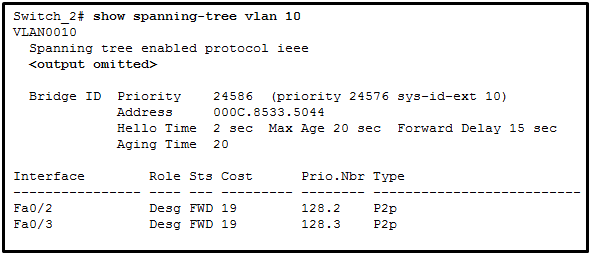 Switch_2# show spanning-tree vlan 10
VLAN0010
  Spanning tree enabled protocol ieee
  <output omitted>

  Bridge ID  Priority    24586  (priority 24576 sys-id-ext 10)
             Address     000C.8533.5044
             Hello Time  2 sec  Max Age 20 sec  Forward Delay 15 sec
             Aging Time  20

Interface        Role Sts Cost      Prio.Nbr Type
---------------- ---- --- --------- -------- --------------------------
Fa0/2            Desg FWD 19        128.2    P2p
Fa0/3            Desg FWD 19        128.3    P2p